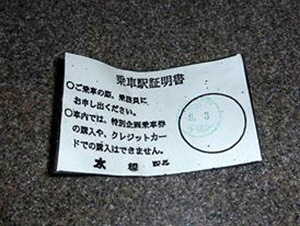 乗車駅証明書
○ご乗車の際、乗務員に
お申し出ください。
○車内では、特別企画乗車券
の購入や、クレジットカー
ドでの購入はできません。
水
3